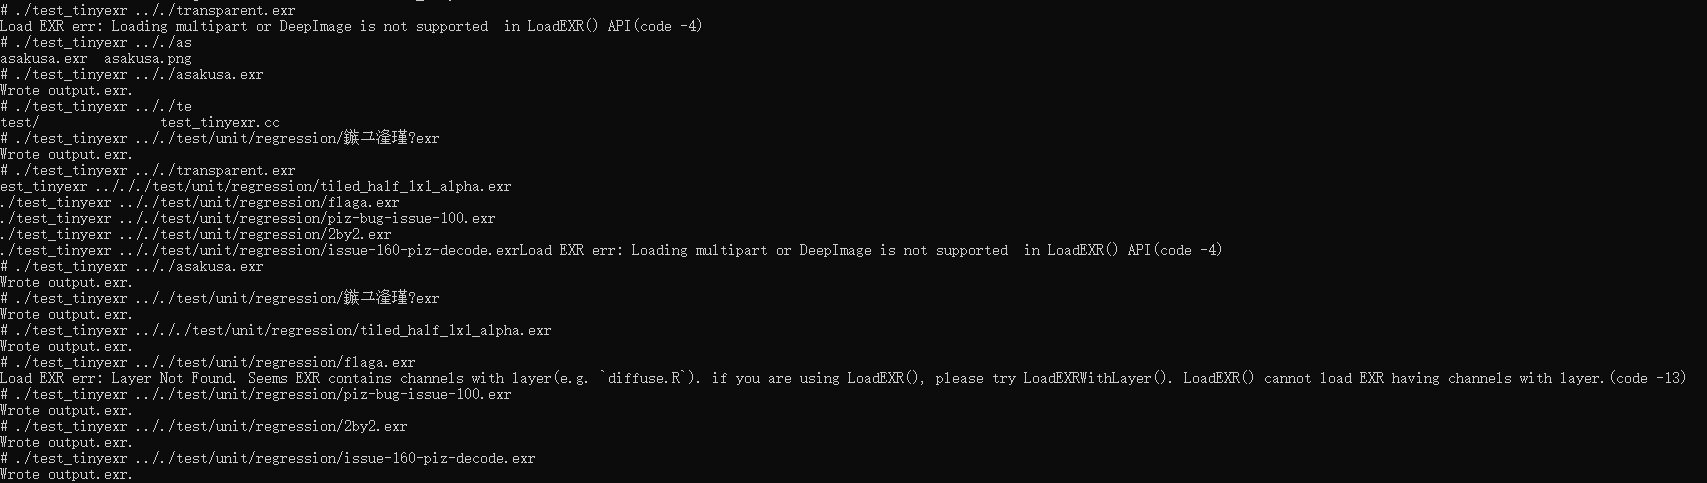 # ./test_tinyexr .././transparent.exr
Load EXR err: Loading multipart or DeepImage is not supported  in LoadEXR() API(code -4)
# ./test_tinyexr .././as
asakusa.exr  asakusa.png
# ./test_tinyexr .././asakusa.exr
Wrote output.exr.
# ./test_tinyexr .././te
test/               test_tinyexr.cc
# ./test_tinyexr .././test/unit/regression/鏃ユ湰瑾?exr
Wrote output.exr.
# ./test_tinyexr .././transparent.exr
est_tinyexr ../././test/unit/regression/tiled_half_1x1_alpha.exr
./test_tinyexr .././test/unit/regression/flaga.exr
./test_tinyexr .././test/unit/regression/piz-bug-issue-100.exr
./test_tinyexr .././test/unit/regression/2by2.exr
./test_tinyexr .././test/unit/regression/issue-160-piz-decode.exrLoad EXR err: Loading multipart or DeepImage is not supported  in LoadEXR() API(code -4)
# ./test_tinyexr .././asakusa.exr
Wrote output.exr.
# ./test_tinyexr .././test/unit/regression/鏃ユ湰瑾?exr
Wrote output.exr.
# ./test_tinyexr ../././test/unit/regression/tiled_half_1x1_alpha.exr
Wrote output.exr.
# ./test_tinyexr .././test/unit/regression/flaga.exr
Load EXR err: Layer Not Found. Seems EXR contains channels with layer(e.g. `diffuse.R`). if you are using LoadEXR(), please try LoadEXRWithLayer(). LoadEXR() cannot load EXR having channels with layer.(code -13)
# ./test_tinyexr .././test/unit/regression/piz-bug-issue-100.exr
Wrote output.exr.
# ./test_tinyexr .././test/unit/regression/2by2.exr
Wrote output.exr.
# ./test_tinyexr .././test/unit/regression/issue-160-piz-decode.exr
Wrote output.exr.